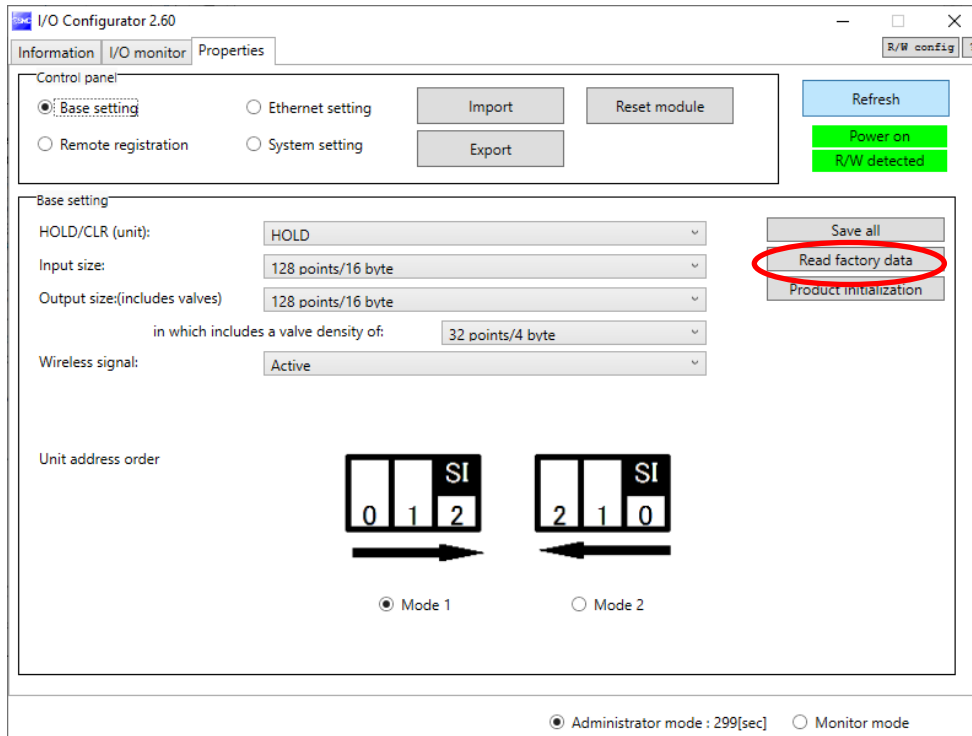 I/O Configurator 2.60
Information I/O monitor Properties R/W config
Control panel
Base setting Ethernet setting Import Reset module Refresh
Remote registration System setting Export Power on
R/W detected
Base setting
HOLD/CLR (unit): HOLD Save all
Input size: 128 points/16 byte Read factory data
Output size:(includes valves) 128 points/16 byte Product Initialization
in which includes a valve density of: 32 points/4 byte
Wireless signal: Active
Unit address order SI SI
0 1 2 2 1 0
Mode 1 Mode 2
Administrator mode : 299[sec] Monitor mode